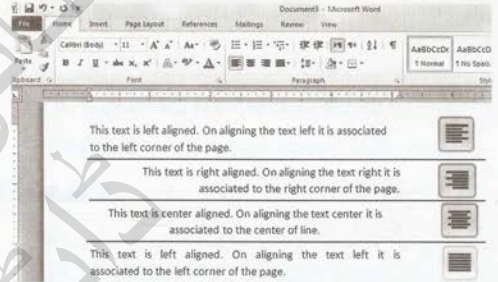 Document3 - Microsoft Word
File Home Insert Page Layout References Mailings Review View
Calibri (Body) 11 A A Aa
Paste B I U abc x, x² A
AaBbCcDc AaBbCcD
1 Normal 1 No Spaci
Clipboard Font Paragraph
This text is left aligned. On aligning the text left it is associated
to the left corner of the page.
This text is right aligned. On aligning the text right it is
associated to the right corner of the page.
This text is center aligned. On aligning the text center it is
associated to the center of line.
This text is left aligned. On aligning the text left it is
associated to the left corner of the page.